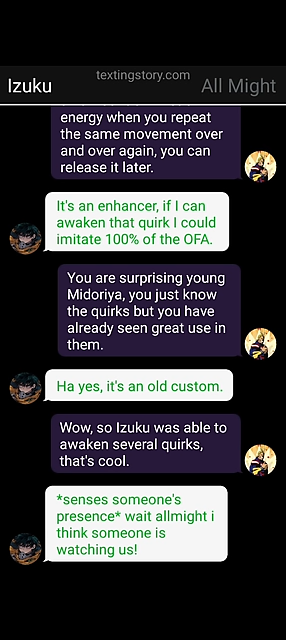 textingstory.com
Izuku
All Might
energy when you repeat
the same movement over
and over again, you can
release it later.
It's an enhancer, if I can
awaken that quirk I could
imitate 100% of the OFA.
You are surprising young
Midoriya, you just know
the quirks but you have
already seen great use in
them.
Ha yes, it's an old custom.
Wow, so Izuku was able to
awaken several quirks,
that's cool.
*senses someone's
presence* wait allmight i
think someone is
watching us!